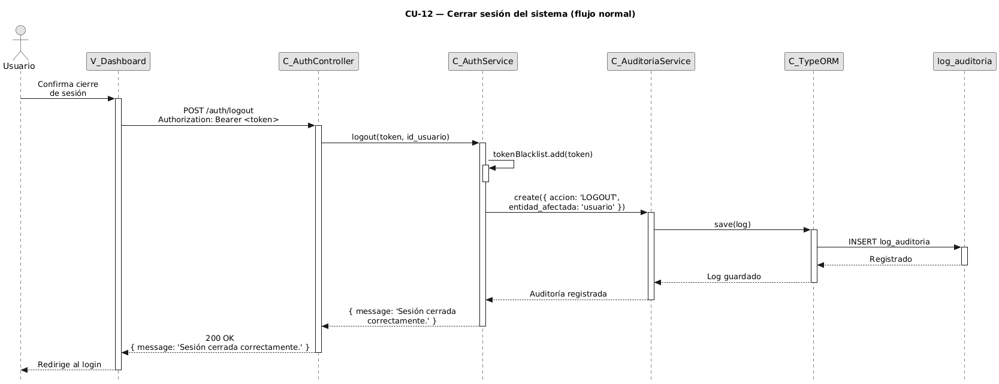 CU-12 — Cerrar sesión del sistema (flujo normal)
Usuario
V_Dashboard
C_AuthController
C_AuthService
C_AuditoriaService
C_TypeORM
log_auditoria
Confirma cierre
de sesión
POST /auth/logout
Authorization: Bearer <token>
logout(token, id_usuario)
tokenBlacklist.add(token)
create({ accion: 'LOGOUT',
entidad_afectada: 'usuario' })
save(log)
INSERT log_auditoria
Registrado
Log guardado
Auditoría registrada
{ message: 'Sesión cerrada
correctamente.' }
200 OK
{ message: 'Sesión cerrada correctamente.' }
Redirige al login